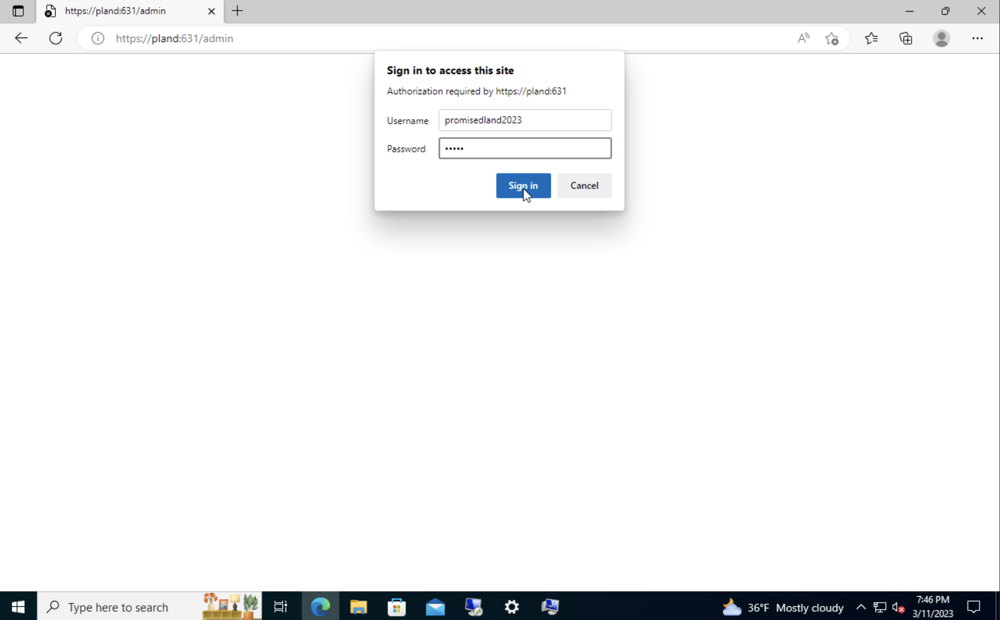 https://pland:631/admin
https://pland:631/admin
Sign in to access this site
Authorization required by https://pland:631
Username promisedland2023
Password •••••
Sign in Cancel
Type here to search
36°F Mostly cloudy
7:46 PM
3/11/2023